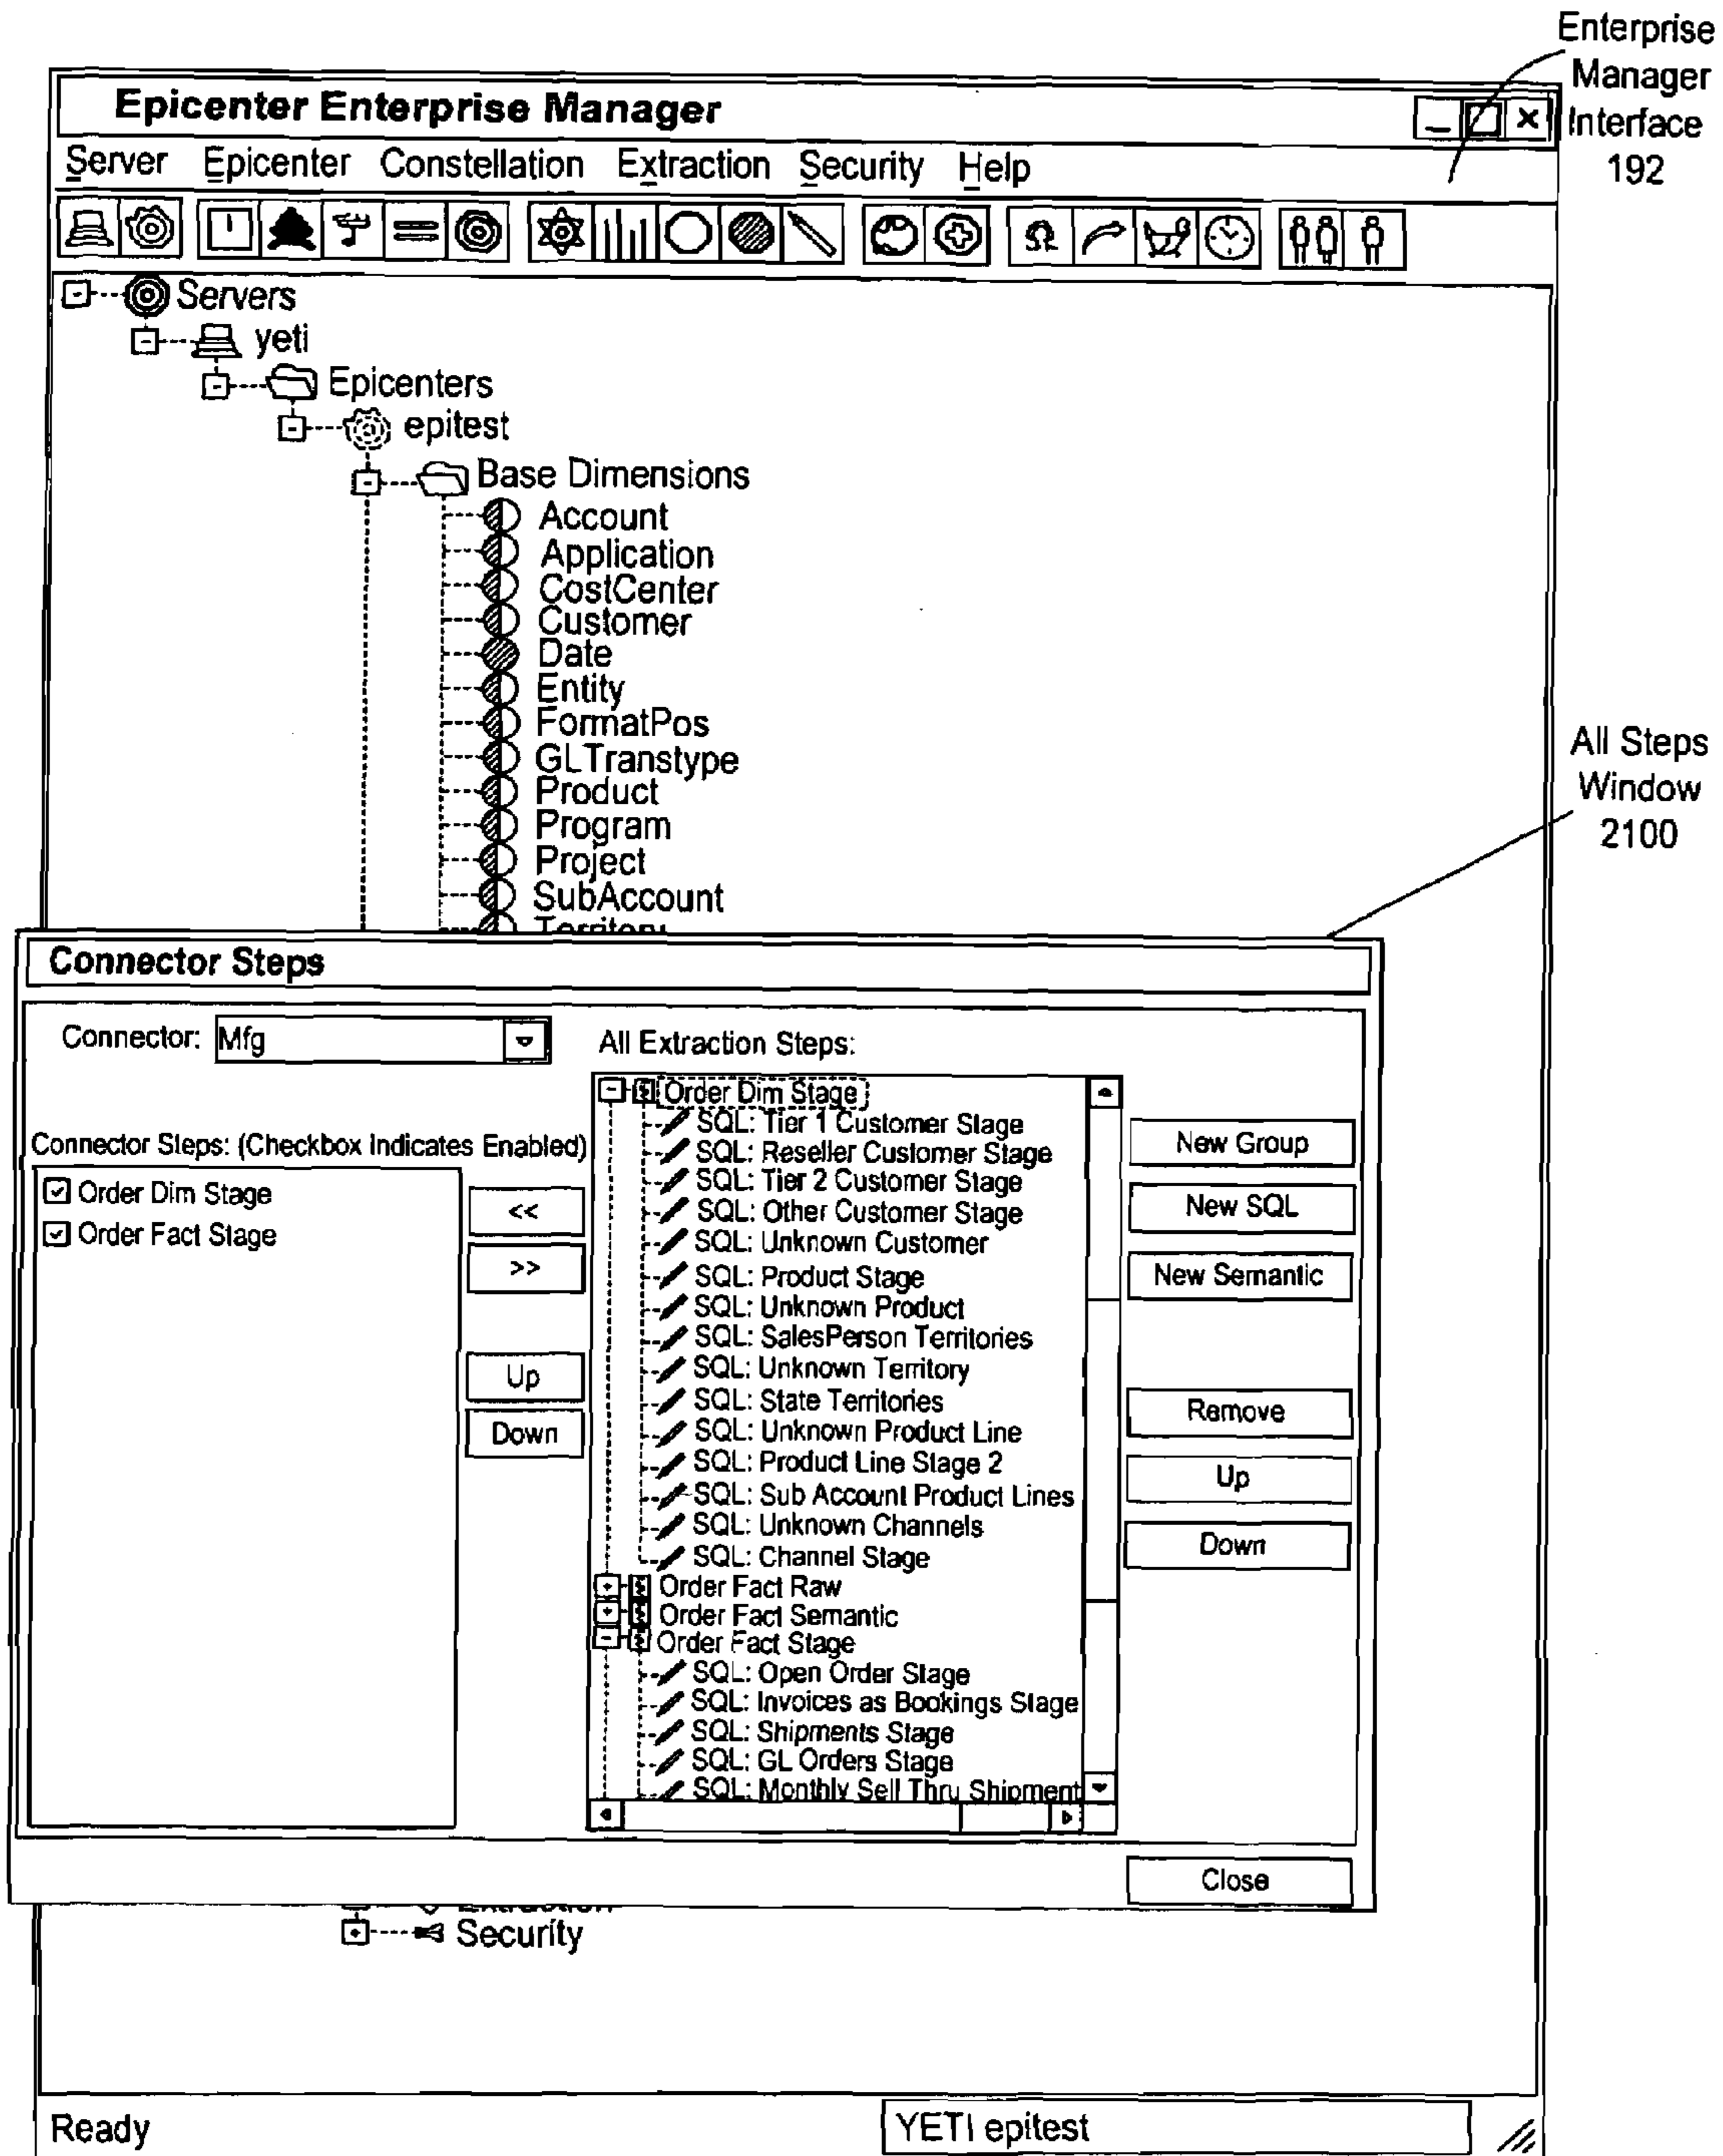 Enterprise
Manager
Interface
192
Epicenter Enterprise Manager
Server Epicenter Constellation Extraction Security Help
Servers
yeti
Epicenters
epitest
Base Dimensions
Account
Application
CostCenter
Customer
Date
Entity
FormatPos
GLTranstype
Product
Program
Project
SubAccount
Territory
All Steps
Window
2100
Connector Steps
Connector: Mfg
All Extraction Steps:
Connector Steps: (Checkbox Indicates Enabled)
Order Dim Stage
Order Fact Stage
<<
>>
Up
Down
Order Dim Stage
SQL: Tier 1 Customer Stage
SQL: Reseller Customer Stage
SQL: Tier 2 Customer Stage
SQL: Other Customer Stage
SQL: Unknown Customer
SQL: Product Stage
SQL: Unknown Product
SQL: SalesPerson Territories
SQL: Unknown Territory
SQL: State Territories
SQL: Unknown Product Line
SQL: Product Line Stage 2
SQL: Sub Account Product Lines
SQL: Unknown Channels
SQL: Channel Stage
Order Fact Raw
Order Fact Semantic
Order Fact Stage
SQL: Open Order Stage
SQL: Invoices as Bookings Stage
SQL: Shipments Stage
SQL: GL Orders Stage
SQL: Monthly Sell Thru Shipment
New Group
New SQL
New Semantic
Remove
Up
Down
Close
Extraction
Security
Ready
YETI epitest